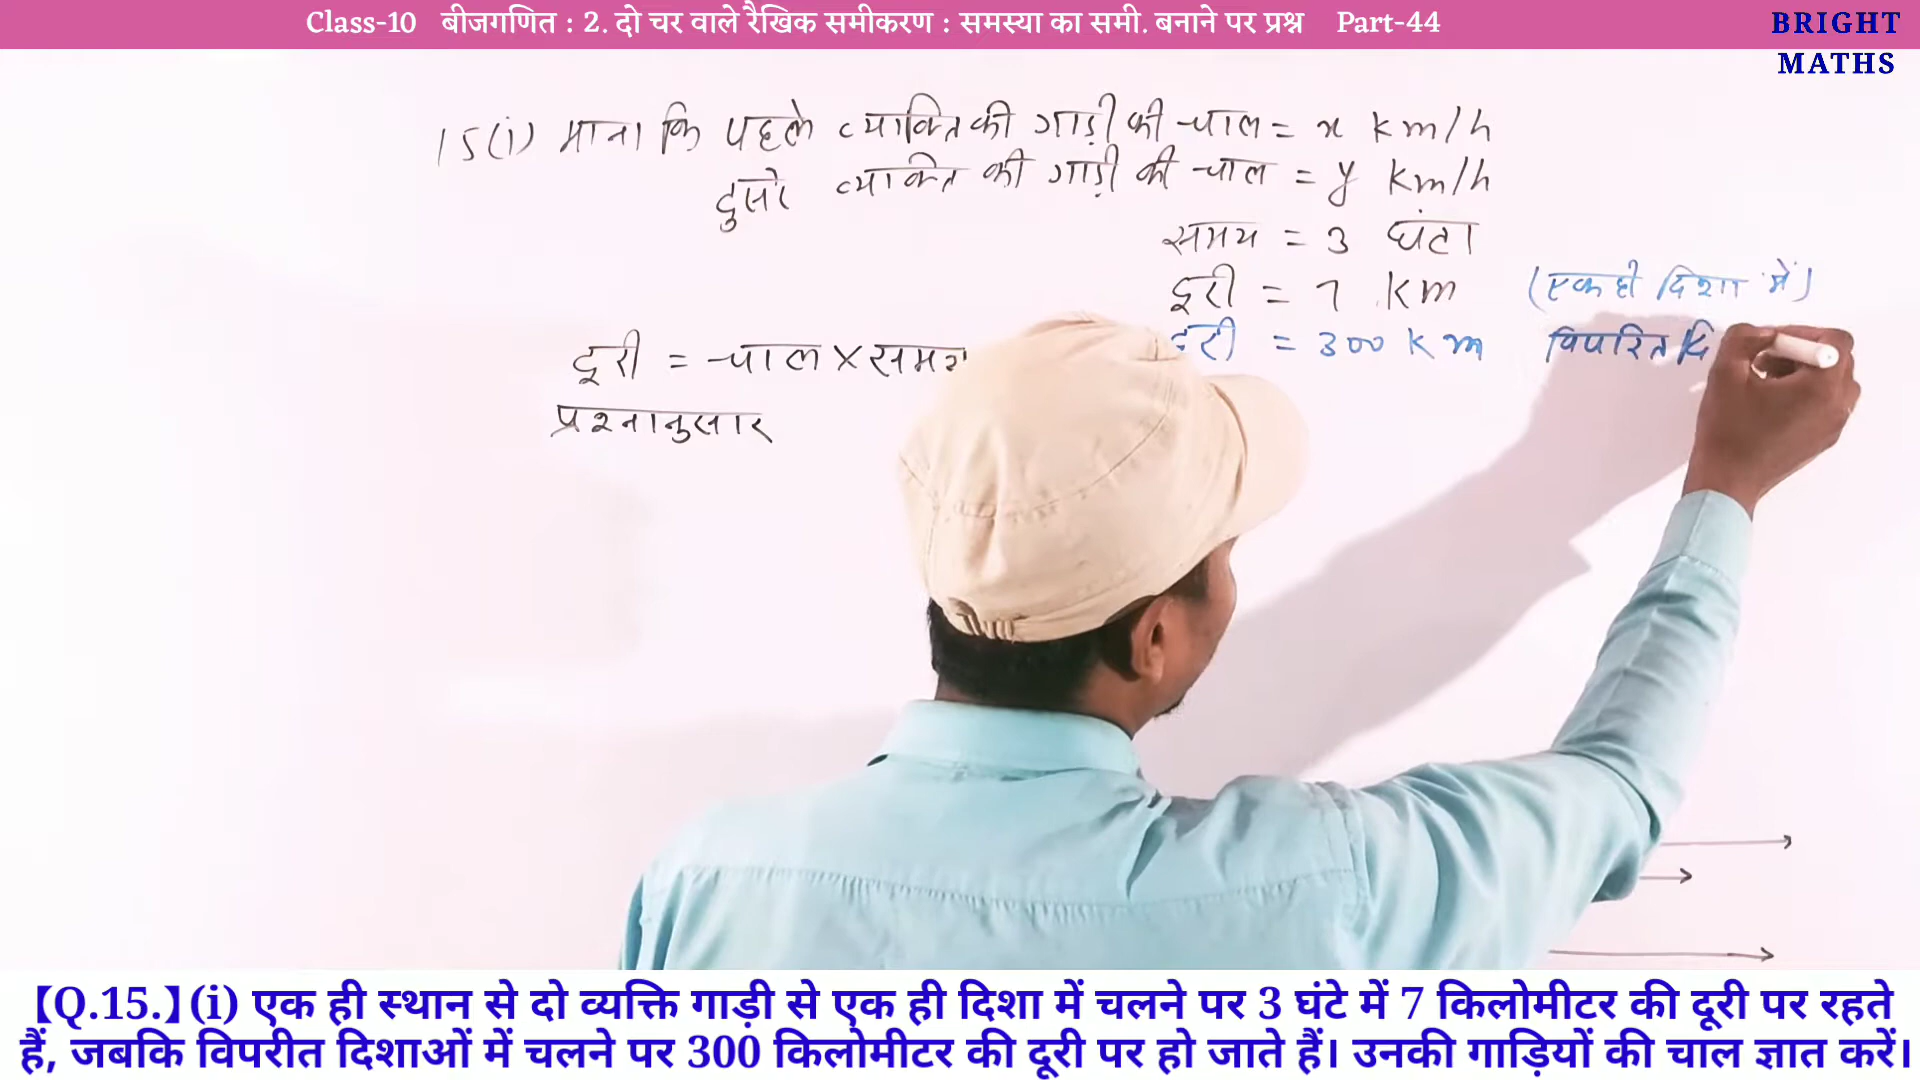 Class-10 बीजगणित : 2. दो चर वाले रैखिक समीकरण : समस्या का समी. बनाने पर प्रश्न Part-44
BRIGHT
MATHS
15(i) माना कि पहले व्यक्ति की गाड़ी की चाल = x km/h
दुसरे व्यक्ति की गाड़ी की चाल = y km/h
समय = 3 घंटा
दूरी = 7 km (एक ही दिशा में)
दूरी = 300 km विपरित दि
दूरी = चाल × समय
प्रश्नानुसार
【Q.15.】(i) एक ही स्थान से दो व्यक्ति गाड़ी से एक ही दिशा में चलने पर 3 घंटे में 7 किलोमीटर की दूरी पर रहते
हैं, जबकि विपरीत दिशाओं में चलने पर 300 किलोमीटर की दूरी पर हो जाते हैं। उनकी गाड़ियों की चाल ज्ञात करें।